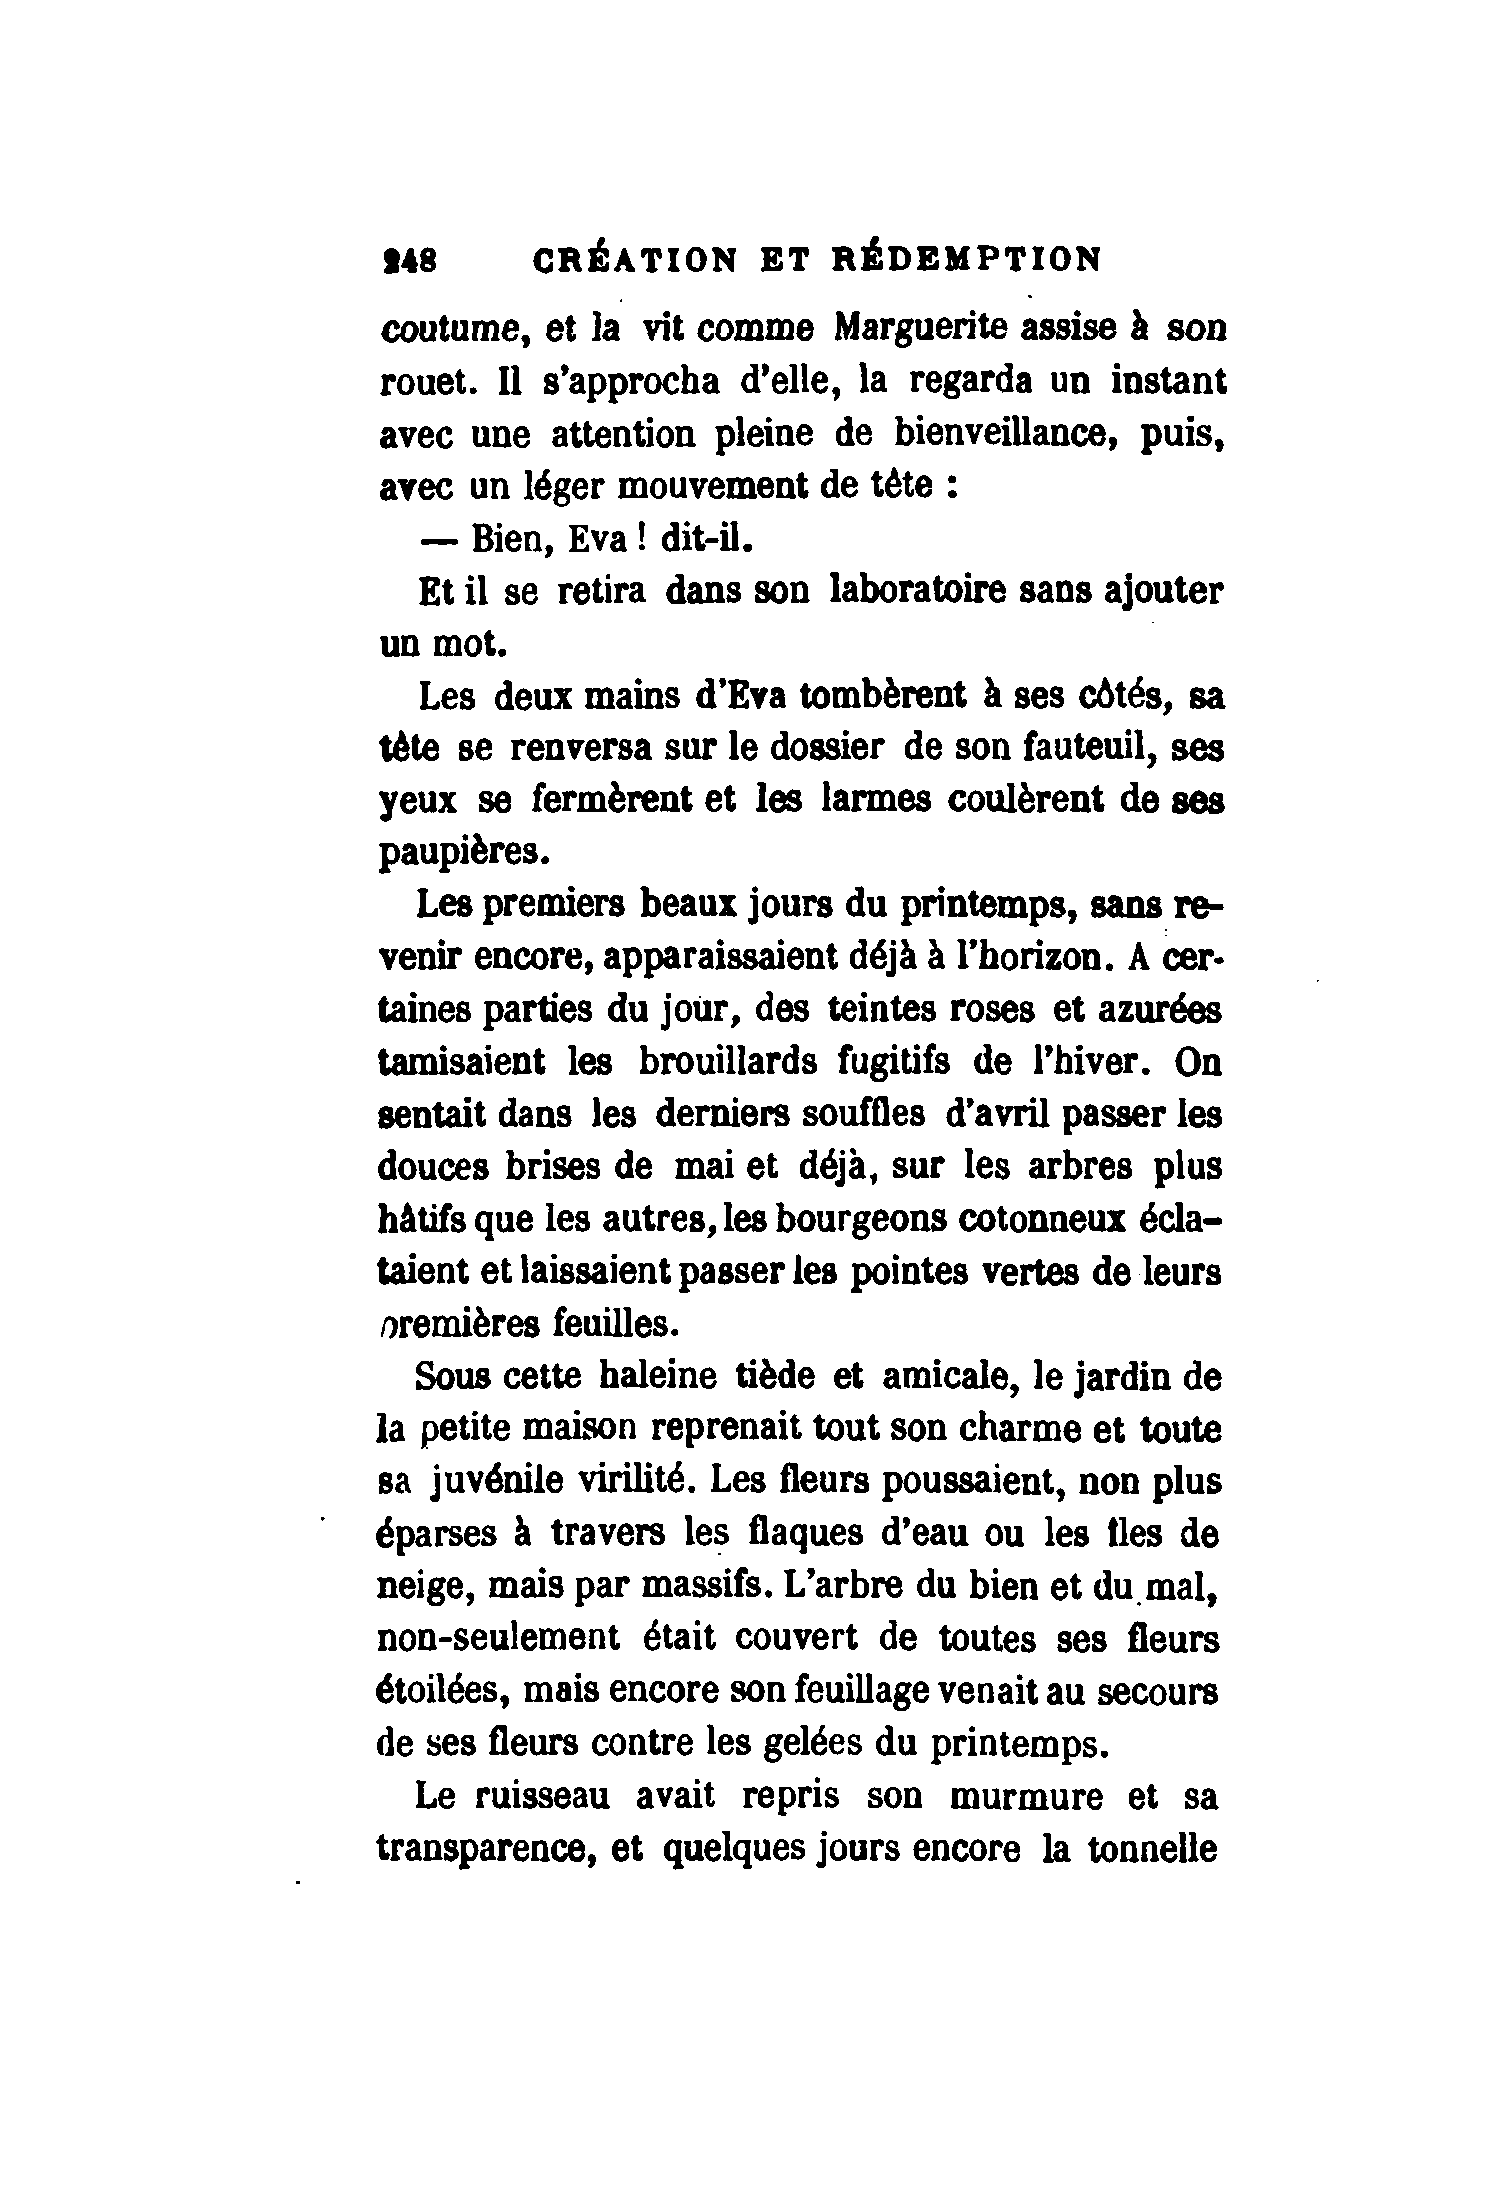 248 CRÉATION ET RÉDEMPTION
coutume, et la vit comme Marguerite assise à son
rouet. Il s'approcha d'elle, la regarda un instant
avec une attention pleine de bienveillance, puis,
avec un léger mouvement de tête :
— Bien, Eva ! dit-il.
Et il se retira dans son laboratoire sans ajouter
un mot.
Les deux mains d'Eva tombèrent à ses côtés, sa
tête se renversa sur le dossier de son fauteuil, ses
yeux se fermèrent et les larmes coulèrent de ses
paupières.
Les premiers beaux jours du printemps, sans re-
venir encore, apparaissaient déjà à l'horizon. A cer-
taines parties du jour, des teintes roses et azurées
tamisaient les brouillards fugitifs de l'hiver. On
sentait dans les derniers souffles d'avril passer les
douces brises de mai et déjà, sur les arbres plus
hâtifs que les autres, les bourgeons cotonneux écla-
taient et laissaient passer les pointes vertes de leurs
premières feuilles.
Sous cette haleine tiède et amicale, le jardin de
la petite maison reprenait tout son charme et toute
sa juvénile virilité. Les fleurs poussaient, non plus
éparses à travers les flaques d'eau ou les îles de
neige, mais par massifs. L'arbre du bien et du mal,
non-seulement était couvert de toutes ses fleurs
étoilées, mais encore son feuillage venait au secours
de ses fleurs contre les gelées du printemps.
Le ruisseau avait repris son murmure et sa
transparence, et quelques jours encore la tonnelle